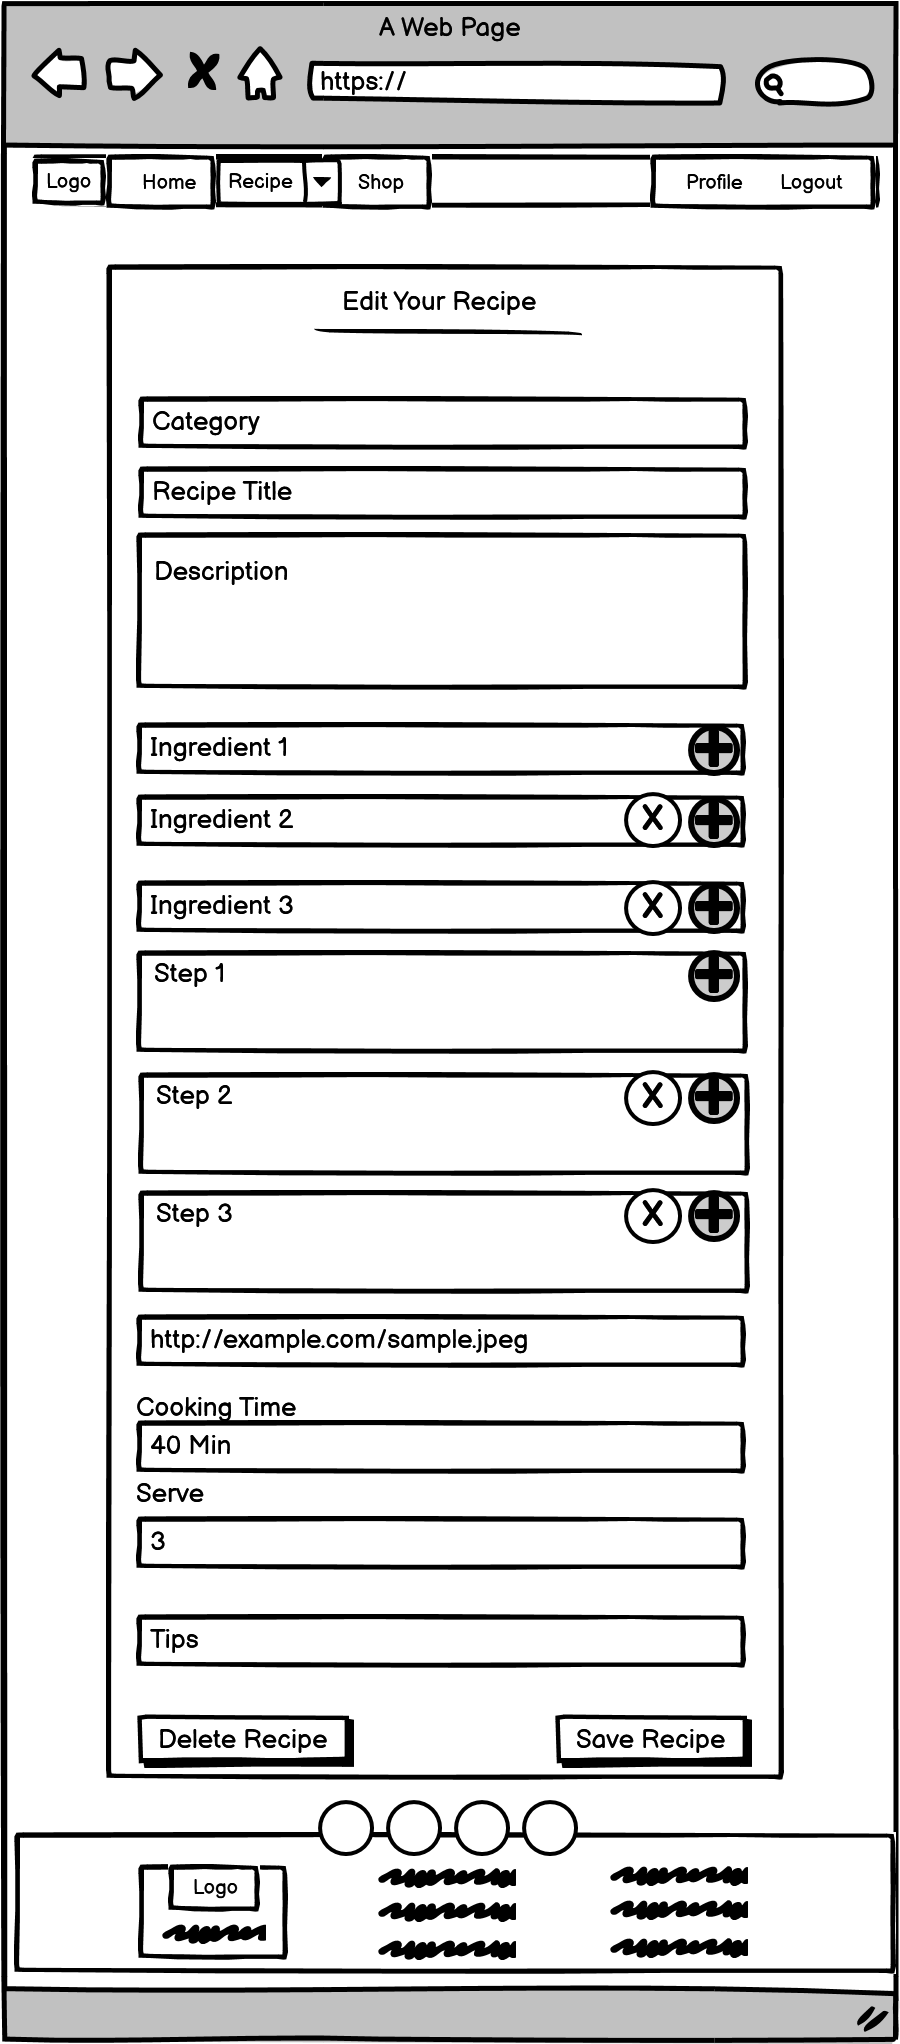 A Web Page
https://
Logo Home Recipe Shop Profile Logout
Edit Your Recipe
Category
Recipe Title
Description
Ingredient 1
Ingredient 2 X
Ingredient 3 X
Step 1
Step 2 X
Step 3 X
http://example.com/sample.jpeg
Cooking Time
40 Min
Serve
3
Tips
Delete Recipe Save Recipe
Logo